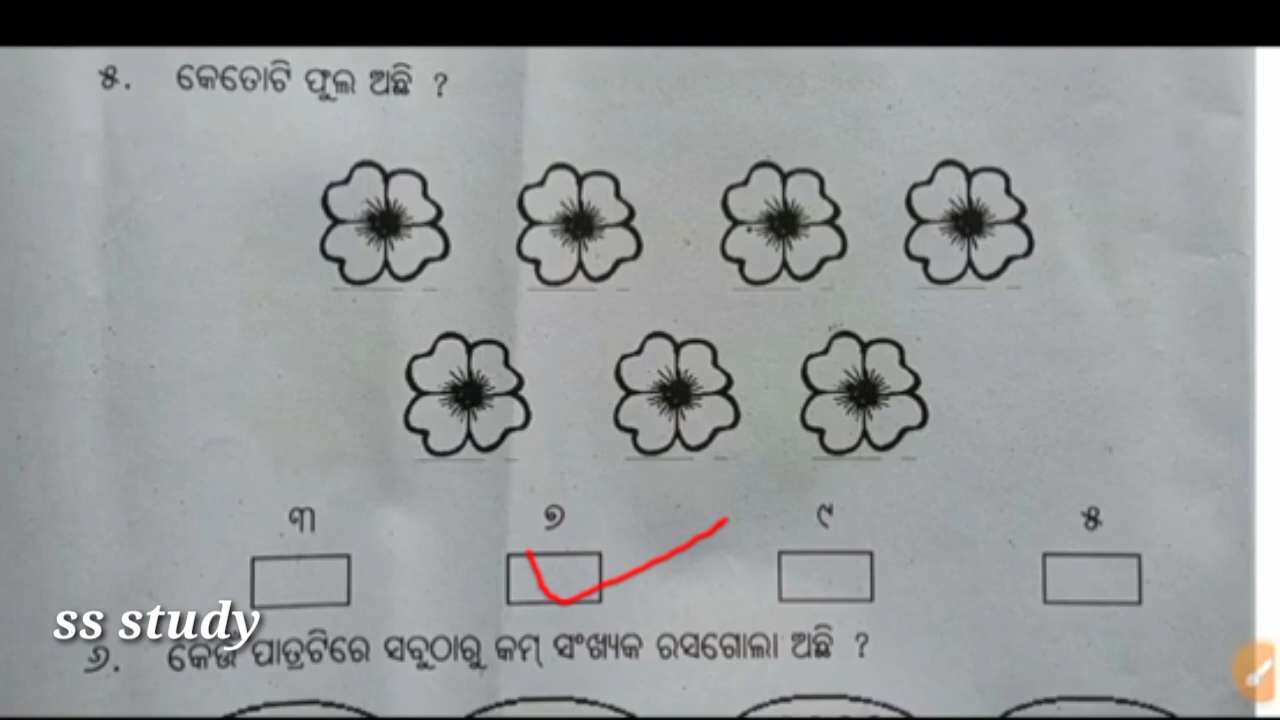 ୫. କେତୋଟି ଫୁଲ ଅଛି ?
୩ ୭ ୯ ୫
ss study
୬. କେଉଁ ପାତ୍ରଟିରେ ସବୁଠାରୁ କମ୍ ସଂଖ୍ୟକ ରସଗୋଲା ଅଛି ?